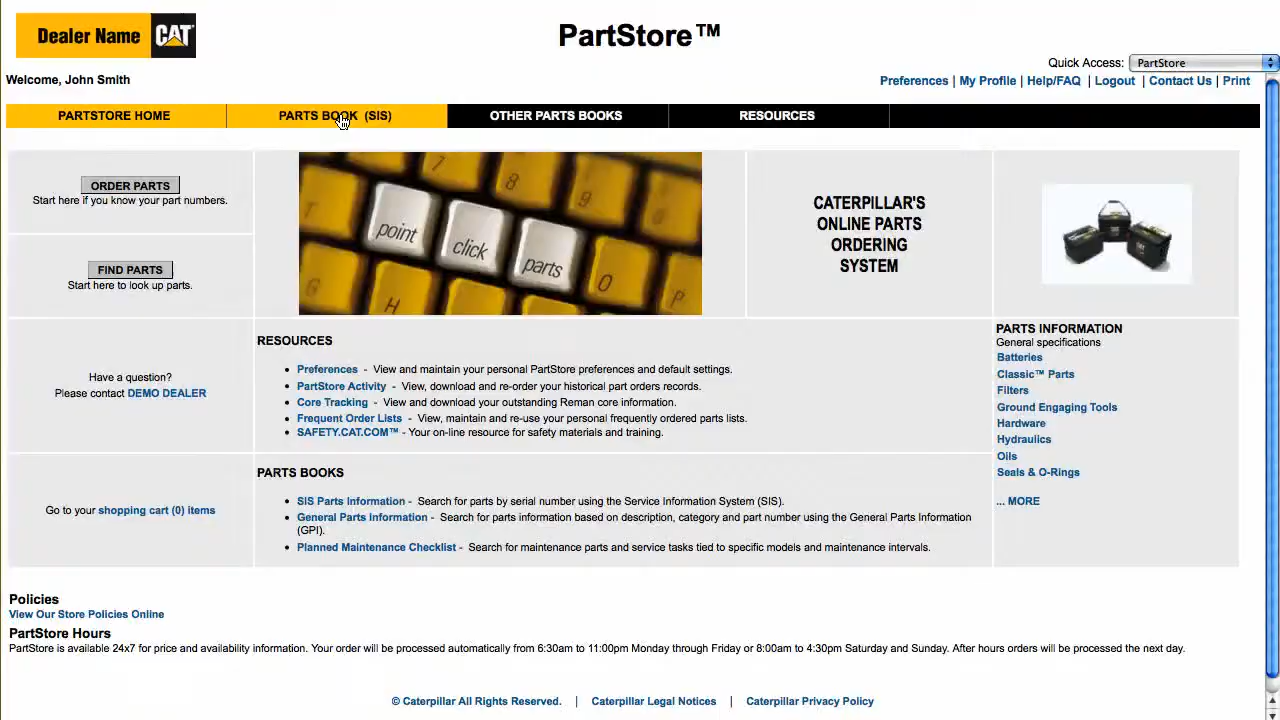 Dealer Name CAT
PartStore™
Quick Access: PartStore
Welcome, John Smith
Preferences | My Profile | Help/FAQ | Logout | Contact Us | Print
PARTSTORE HOME
PARTS BOOK (SIS)
OTHER PARTS BOOKS
RESOURCES
ORDER PARTS
Start here if you know your part numbers.
FIND PARTS
Start here to look up parts.
7
8
9
point
click
parts
O
P
G
H
CATERPILLAR'S
ONLINE PARTS
ORDERING
SYSTEM
Have a question?
Please contact DEMO DEALER
RESOURCES
Preferences - View and maintain your personal PartStore preferences and default settings.
PartStore Activity - View, download and re-order your historical part orders records.
Core Tracking - View and download your outstanding Reman core information.
Frequent Order Lists - View, maintain and re-use your personal frequently ordered parts lists.
SAFETY.CAT.COM™ - Your on-line resource for safety materials and training.
PARTS INFORMATION
General specifications
Batteries
Classic™ Parts
Filters
Ground Engaging Tools
Hardware
Hydraulics
Oils
Seals & O-Rings
... MORE
Go to your shopping cart (0) items
PARTS BOOKS
SIS Parts Information - Search for parts by serial number using the Service Information System (SIS).
General Parts Information - Search for parts information based on description, category and part number using the General Parts Information
(GPI).
Planned Maintenance Checklist - Search for maintenance parts and service tasks tied to specific models and maintenance intervals.
Policies
View Our Store Policies Online
PartStore Hours
PartStore is available 24x7 for price and availability information. Your order will be processed automatically from 6:30am to 11:00pm Monday through Friday or 8:00am to 4:30pm Saturday and Sunday. After hours orders will be processed the next day.
© Caterpillar All Rights Reserved. | Caterpillar Legal Notices | Caterpillar Privacy Policy